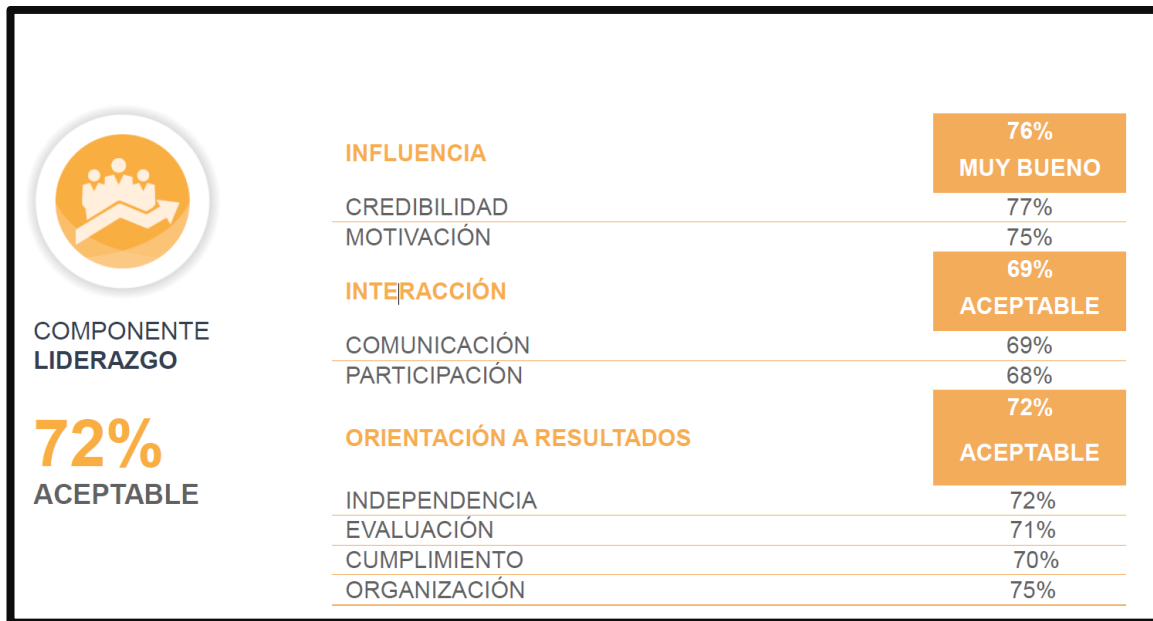 COMPONENTE
LIDERAZGO
72%
ACEPTABLE
INFLUENCIA 76% MUY BUENO
CREDIBILIDAD 77%
MOTIVACIÓN 75%
INTERACCIÓN 69% ACEPTABLE
COMUNICACIÓN 69%
PARTICIPACIÓN 68%
ORIENTACIÓN A RESULTADOS 72% ACEPTABLE
INDEPENDENCIA 72%
EVALUACIÓN 71%
CUMPLIMIENTO 70%
ORGANIZACIÓN 75%